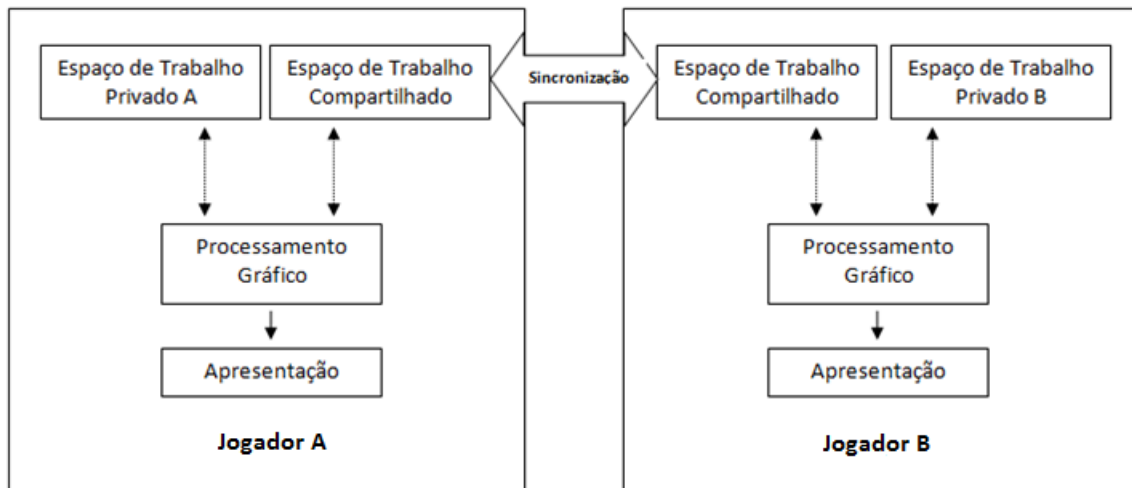 Espaço de Trabalho
Privado A
Espaço de Trabalho
Compartilhado
Sincronização
Espaço de Trabalho
Compartilhado
Espaço de Trabalho
Privado B
Processamento
Gráfico
Processamento
Gráfico
Apresentação
Apresentação
Jogador A
Jogador B